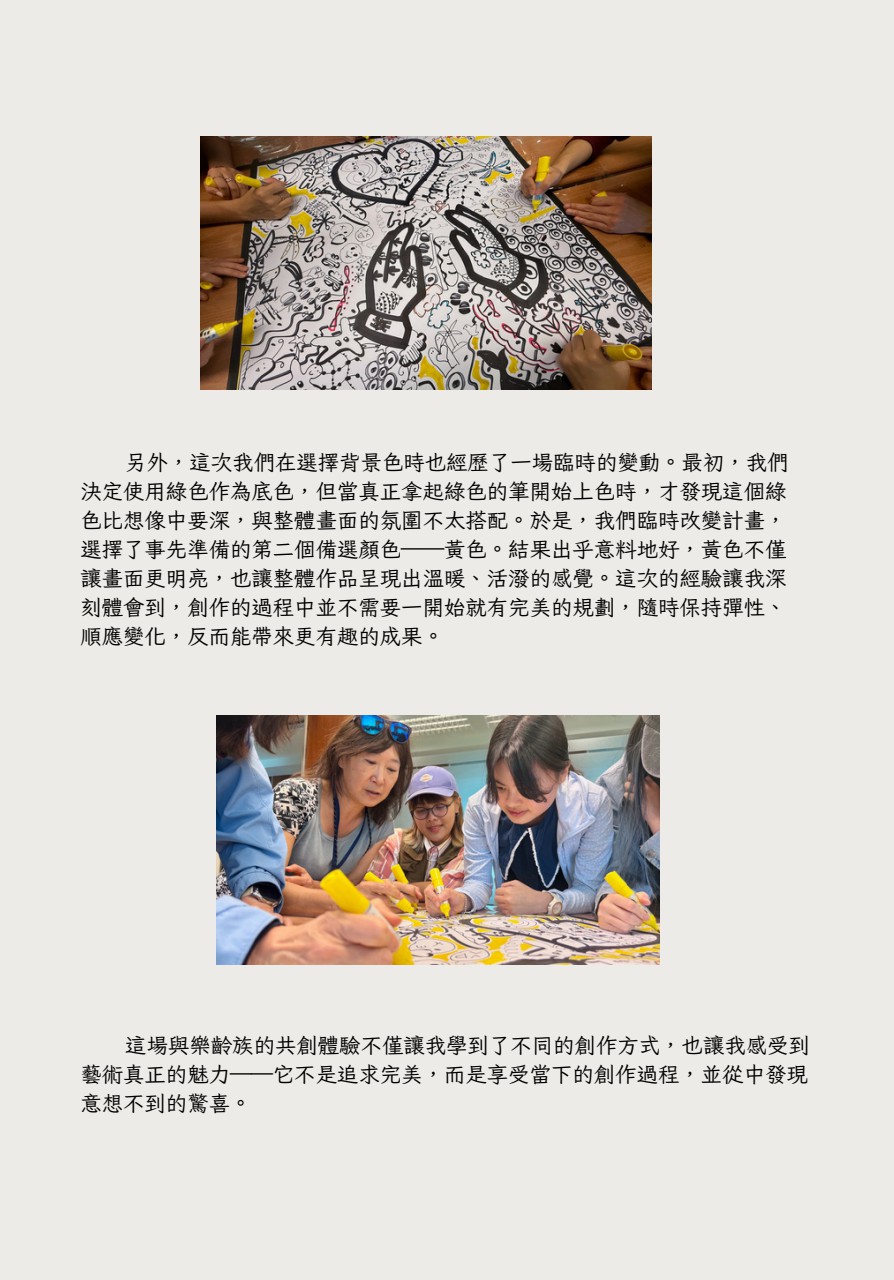 另外，這次我們在選擇背景色時也經歷了一場臨時的變動。最初，我們
決定使用綠色作為底色，但當真正拿起綠色的筆開始上色時，才發現這個綠
色比想像中要深，與整體畫面的氛圍不太搭配。於是，我們臨時改變計畫，
選擇了事先準備的第二個備選顏色——黃色。結果出乎意料地好，黃色不僅
讓畫面更明亮，也讓整體作品呈現出溫暖、活潑的感覺。這次的經驗讓我深
刻體會到，創作的過程中並不需要一開始就有完美的規劃，隨時保持彈性、
順應變化，反而能帶來更有趣的成果。
這場與樂齡族的共創體驗不僅讓我學到了不同的創作方式，也讓我感受到
藝術真正的魅力——它不是追求完美，而是享受當下的創作過程，並從中發現
意想不到的驚喜。